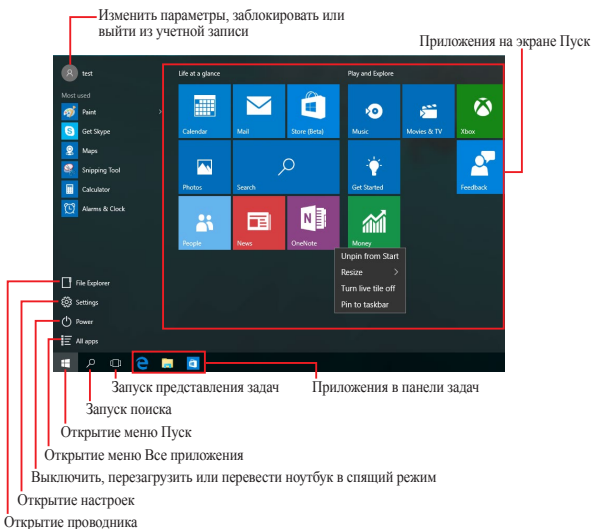 Изменить параметры, заблокировать или
выйти из учетной записи
Приложения на экране Пуск
test
Life at a glance
Play and Explore
Most used
Paint
Get Skype
Maps
Snipping Tool
Calculator
Alarms & Clock
Calendar
Mail
Store (Beta)
Music
Movies & TV
Xbox
Photos
Search
Get Started
Feedback
People
News
OneNote
Money
Unpin from Start
Resize
Turn live tile off
Pin to taskbar
File Explorer
Settings
Power
All apps
Запуск представления задач
Приложения в панели задач
Запуск поиска
Открытие меню Пуск
Открытие меню Все приложения
Выключить, перезагрузить или перевести ноутбук в спящий режим
Открытие настроек
Открытие проводника